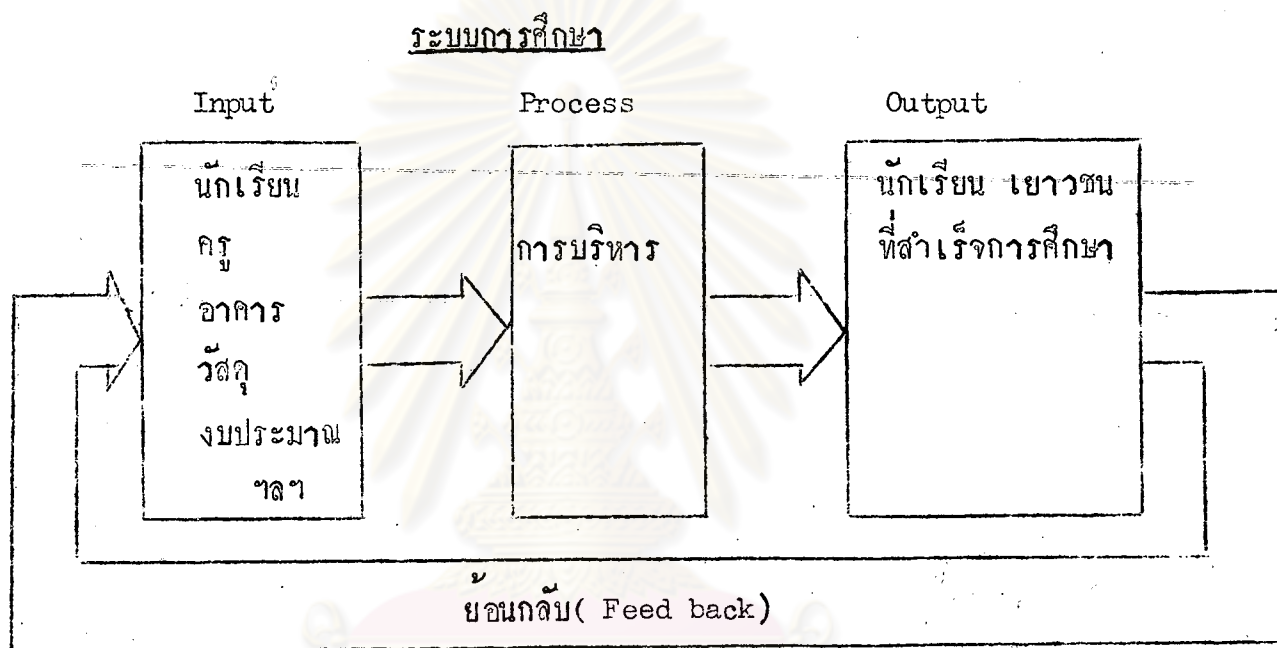 ระบบการศึกษา
Input Process Output
นักเรียน
ครู
อาคาร
วัสดุ
งบประมาณ
ฯลฯ
การบริหาร
นักเรียน เยาวชน
ที่สำเร็จการศึกษา
ย้อนกลับ( Feed back)